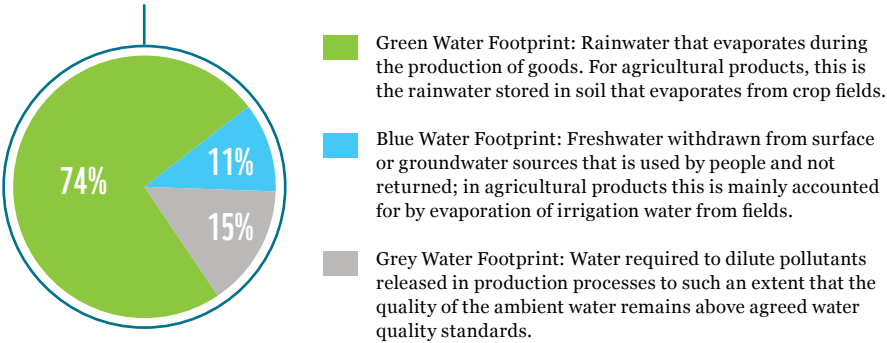 74%
11%
15%
Green Water Footprint: Rainwater that evaporates during
the production of goods. For agricultural products, this is
the rainwater stored in soil that evaporates from crop fields.
Blue Water Footprint: Freshwater withdrawn from surface
or groundwater sources that is used by people and not
returned; in agricultural products this is mainly accounted
for by evaporation of irrigation water from fields.
Grey Water Footprint: Water required to dilute pollutants
released in production processes to such an extent that the
quality of the ambient water remains above agreed water
quality standards.